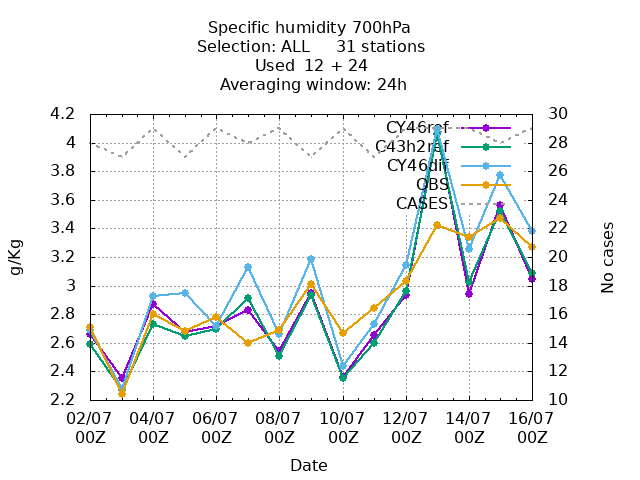 Specific humidity 700hPa
Selection: ALL     31 stations
Used  12 + 24
Averaging window: 24h
4.2
4
3.8
3.6
3.4
3.2
3
2.8
2.6
2.4
2.2
30
28
26
24
22
20
18
16
14
12
10
g/Kg
No cases
CY46ref
C43h2ref
CY46dif
OBS
CASES
02/07 04/07 06/07 08/07 10/07 12/07 14/07 16/07
00Z 00Z 00Z 00Z 00Z 00Z 00Z 00Z
Date